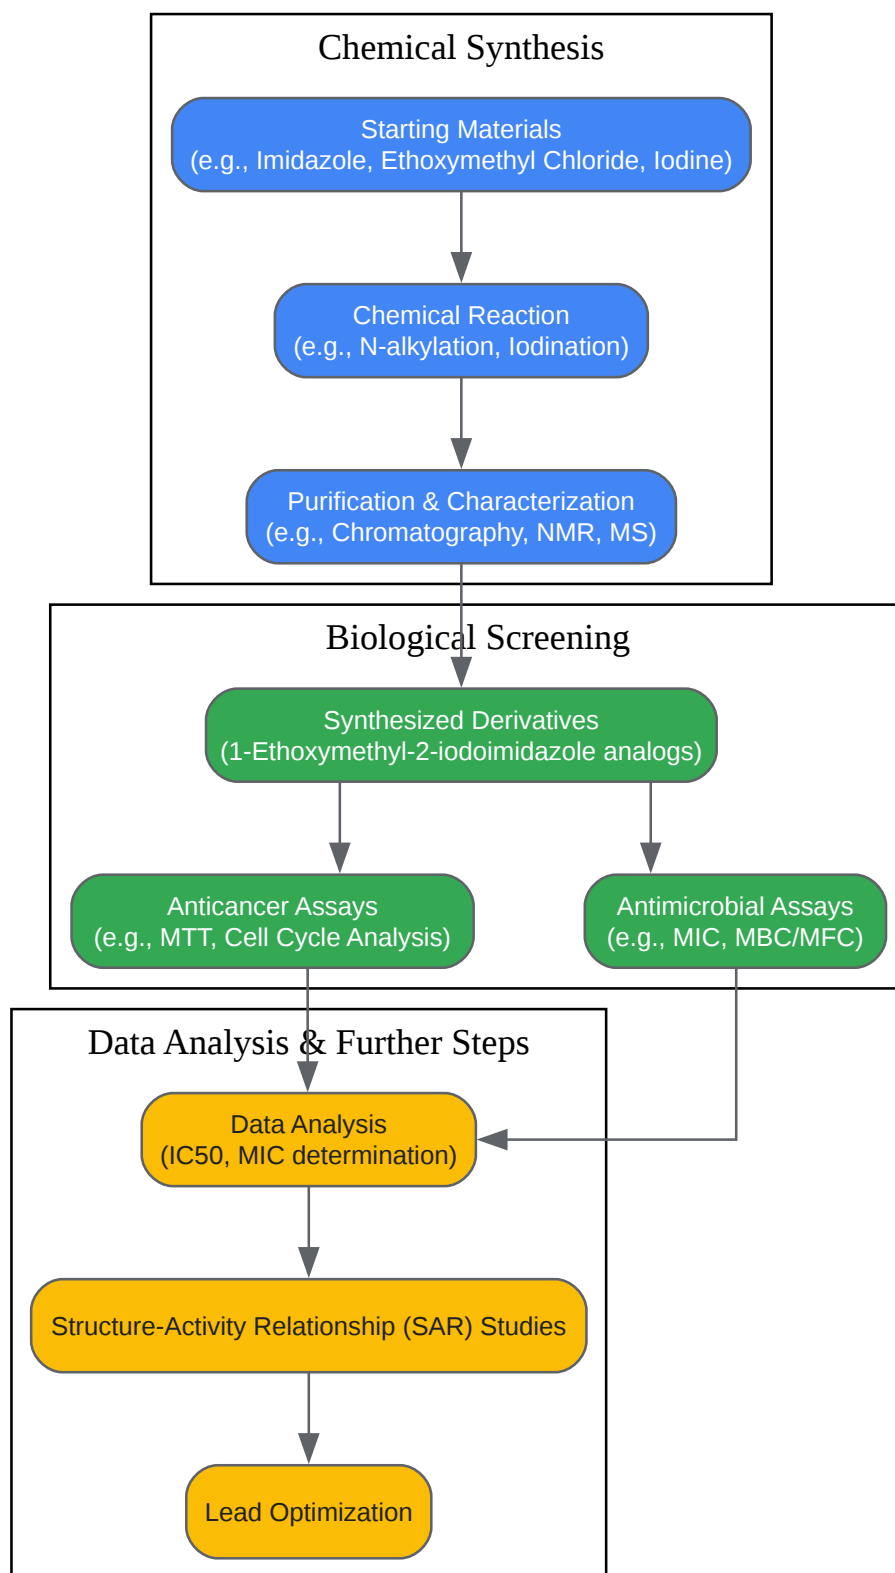 Chemical Synthesis
Starting Materials
(e.g., Imidazole, Ethoxymethyl Chloride, Iodine)
Chemical Reaction
(e.g., N-alkylation, Iodination)
Purification & Characterization
(e.g., Chromatography, NMR, MS)
Biological Screening
Synthesized Derivatives
(1-Ethoxymethyl-2-iodoimidazole analogs)
Anticancer Assays
(e.g., MTT, Cell Cycle Analysis)
Antimicrobial Assays
(e.g., MIC, MBC/MFC)
Data Analysis & Further Steps
Data Analysis
(IC50, MIC determination)
Structure-Activity Relationship (SAR) Studies
Lead Optimization